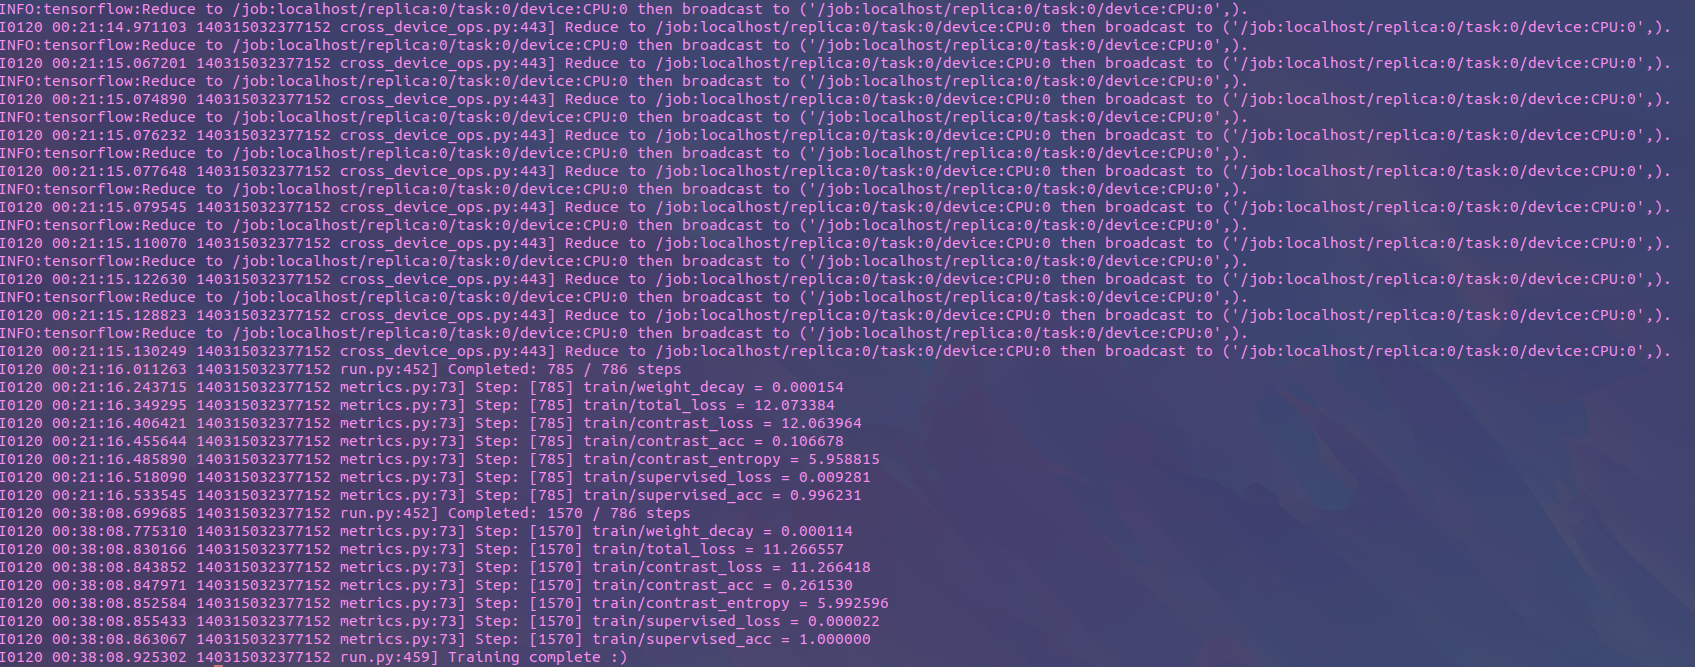 INFO:tensorflow:Reduce to /job:localhost/replica:0/task:0/device:CPU:0 then broadcast to ('/job:localhost/replica:0/task:0/device:CPU:0',).
I0120 00:21:14.971103 140315032377152 cross_device_ops.py:443] Reduce to /job:localhost/replica:0/task:0/device:CPU:0 then broadcast to ('/job:localhost/replica:0/task:0/device:CPU:0',).
INFO:tensorflow:Reduce to /job:localhost/replica:0/task:0/device:CPU:0 then broadcast to ('/job:localhost/replica:0/task:0/device:CPU:0',).
I0120 00:21:15.067201 140315032377152 cross_device_ops.py:443] Reduce to /job:localhost/replica:0/task:0/device:CPU:0 then broadcast to ('/job:localhost/replica:0/task:0/device:CPU:0',).
INFO:tensorflow:Reduce to /job:localhost/replica:0/task:0/device:CPU:0 then broadcast to ('/job:localhost/replica:0/task:0/device:CPU:0',).
I0120 00:21:15.074890 140315032377152 cross_device_ops.py:443] Reduce to /job:localhost/replica:0/task:0/device:CPU:0 then broadcast to ('/job:localhost/replica:0/task:0/device:CPU:0',).
INFO:tensorflow:Reduce to /job:localhost/replica:0/task:0/device:CPU:0 then broadcast to ('/job:localhost/replica:0/task:0/device:CPU:0',).
I0120 00:21:15.076232 140315032377152 cross_device_ops.py:443] Reduce to /job:localhost/replica:0/task:0/device:CPU:0 then broadcast to ('/job:localhost/replica:0/task:0/device:CPU:0',).
INFO:tensorflow:Reduce to /job:localhost/replica:0/task:0/device:CPU:0 then broadcast to ('/job:localhost/replica:0/task:0/device:CPU:0',).
I0120 00:21:15.077648 140315032377152 cross_device_ops.py:443] Reduce to /job:localhost/replica:0/task:0/device:CPU:0 then broadcast to ('/job:localhost/replica:0/task:0/device:CPU:0',).
INFO:tensorflow:Reduce to /job:localhost/replica:0/task:0/device:CPU:0 then broadcast to ('/job:localhost/replica:0/task:0/device:CPU:0',).
I0120 00:21:15.079545 140315032377152 cross_device_ops.py:443] Reduce to /job:localhost/replica:0/task:0/device:CPU:0 then broadcast to ('/job:localhost/replica:0/task:0/device:CPU:0',).
INFO:tensorflow:Reduce to /job:localhost/replica:0/task:0/device:CPU:0 then broadcast to ('/job:localhost/replica:0/task:0/device:CPU:0',).
I0120 00:21:15.110070 140315032377152 cross_device_ops.py:443] Reduce to /job:localhost/replica:0/task:0/device:CPU:0 then broadcast to ('/job:localhost/replica:0/task:0/device:CPU:0',).
INFO:tensorflow:Reduce to /job:localhost/replica:0/task:0/device:CPU:0 then broadcast to ('/job:localhost/replica:0/task:0/device:CPU:0',).
I0120 00:21:15.122630 140315032377152 cross_device_ops.py:443] Reduce to /job:localhost/replica:0/task:0/device:CPU:0 then broadcast to ('/job:localhost/replica:0/task:0/device:CPU:0',).
INFO:tensorflow:Reduce to /job:localhost/replica:0/task:0/device:CPU:0 then broadcast to ('/job:localhost/replica:0/task:0/device:CPU:0',).
I0120 00:21:15.128823 140315032377152 cross_device_ops.py:443] Reduce to /job:localhost/replica:0/task:0/device:CPU:0 then broadcast to ('/job:localhost/replica:0/task:0/device:CPU:0',).
INFO:tensorflow:Reduce to /job:localhost/replica:0/task:0/device:CPU:0 then broadcast to ('/job:localhost/replica:0/task:0/device:CPU:0',).
I0120 00:21:15.130249 140315032377152 cross_device_ops.py:443] Reduce to /job:localhost/replica:0/task:0/device:CPU:0 then broadcast to ('/job:localhost/replica:0/task:0/device:CPU:0',).
I0120 00:21:16.011263 140315032377152 run.py:452] Completed: 785 / 786 steps
I0120 00:21:16.243715 140315032377152 metrics.py:73] Step: [785] train/weight_decay = 0.000154
I0120 00:21:16.349295 140315032377152 metrics.py:73] Step: [785] train/total_loss = 12.073384
I0120 00:21:16.406421 140315032377152 metrics.py:73] Step: [785] train/contrast_loss = 12.063964
I0120 00:21:16.455644 140315032377152 metrics.py:73] Step: [785] train/contrast_acc = 0.106678
I0120 00:21:16.485890 140315032377152 metrics.py:73] Step: [785] train/contrast_entropy = 5.958815
I0120 00:21:16.518090 140315032377152 metrics.py:73] Step: [785] train/supervised_loss = 0.009281
I0120 00:21:16.533545 140315032377152 metrics.py:73] Step: [785] train/supervised_acc = 0.996231
I0120 00:38:08.699685 140315032377152 run.py:452] Completed: 1570 / 786 steps
I0120 00:38:08.775310 140315032377152 metrics.py:73] Step: [1570] train/weight_decay = 0.000114
I0120 00:38:08.830166 140315032377152 metrics.py:73] Step: [1570] train/total_loss = 11.266557
I0120 00:38:08.843852 140315032377152 metrics.py:73] Step: [1570] train/contrast_loss = 11.266418
I0120 00:38:08.847971 140315032377152 metrics.py:73] Step: [1570] train/contrast_acc = 0.261530
I0120 00:38:08.852584 140315032377152 metrics.py:73] Step: [1570] train/contrast_entropy = 5.992596
I0120 00:38:08.855433 140315032377152 metrics.py:73] Step: [1570] train/supervised_loss = 0.000022
I0120 00:38:08.863067 140315032377152 metrics.py:73] Step: [1570] train/supervised_acc = 1.000000
I0120 00:38:08.925302 140315032377152 run.py:459] Training complete :)